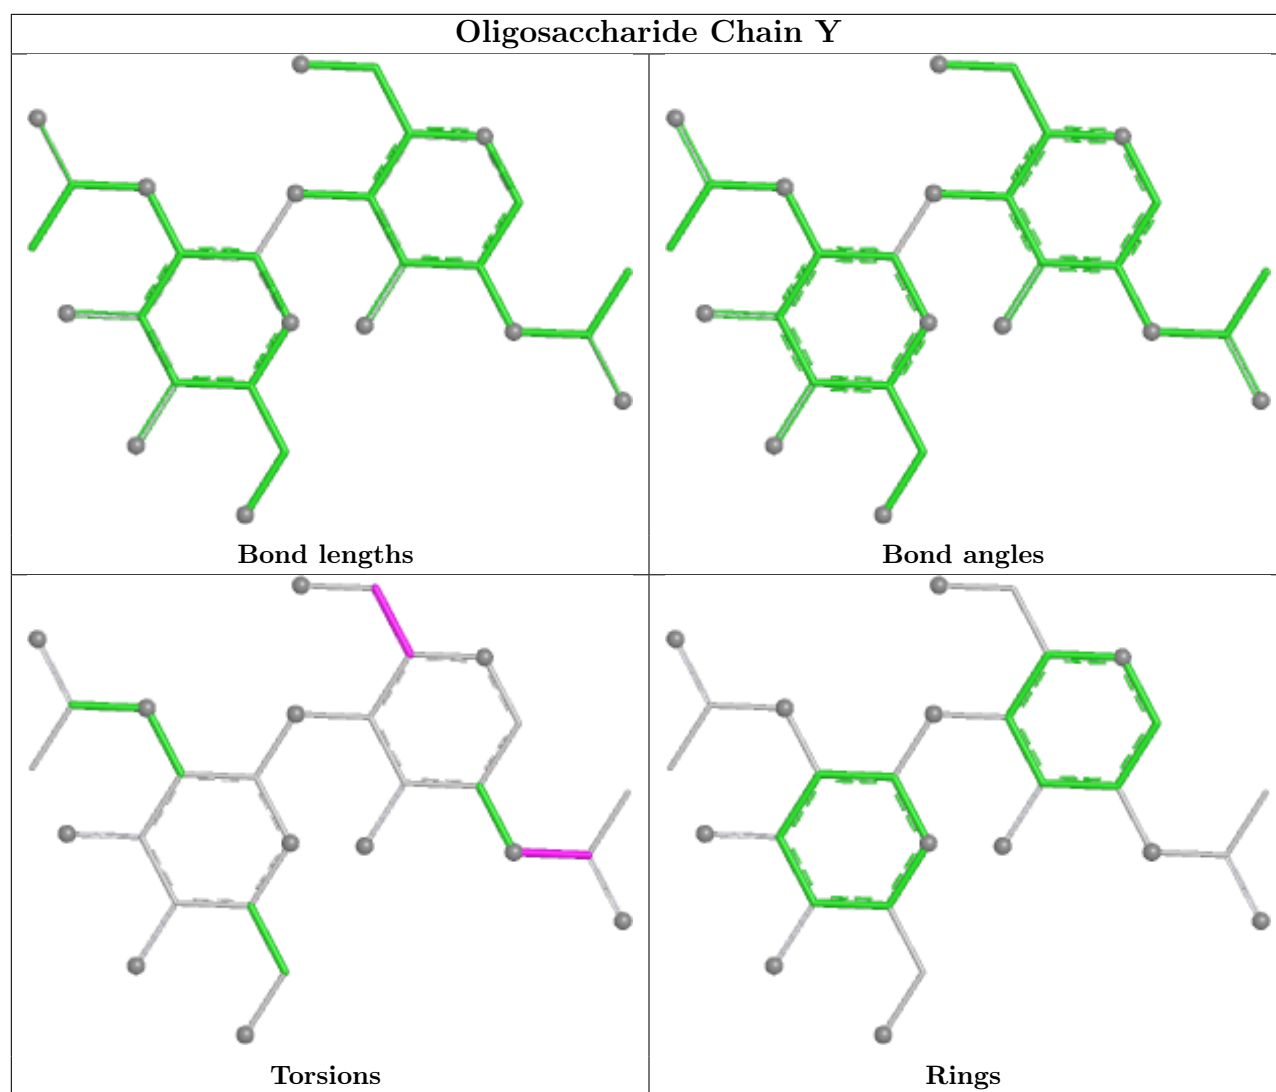 Oligosaccharide Chain Y
Bond lengths
Bond angles
Torsions
Rings